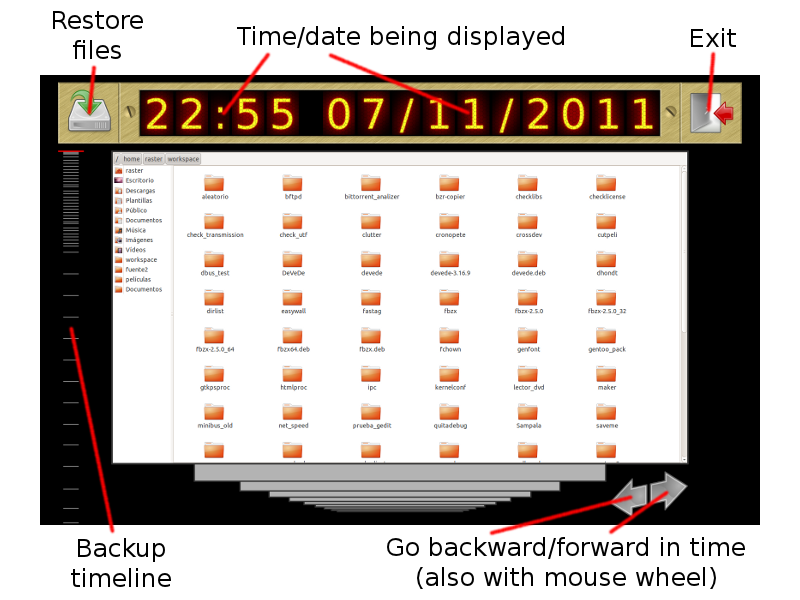 Restore
files
Time/date being displayed
Exit
22:55 07/11/2011
/ home raster workspace
raster
Escritorio
Descargas
Plantillas
Público
Documentos
Música
Imágenes
Vídeos
workspace
fuente2
películas
Documentos
aleatorio bftpd bittorrent_analizer bzr-copier checklibs checklicense
check_transmission check_utf clutter cronopete crossdev cutpeli
dbus_test DeVeDe devede devede-3.16.9 devede.deb dhondt
dirlist easywall fastag fbzx fbzx-2.5.0 fbzx-2.5.0_32
fbzx-2.5.0_64 fbzx64.deb fbzx.deb fchown genfont gentoo_pack
gtkpsproc htmlproc ipc kernelconf lector_dvd maker
minibus_old net_speed prueba_gedit quitadebug Sampala saveme
Backup
timeline
Go backward/forward in time
(also with mouse wheel)